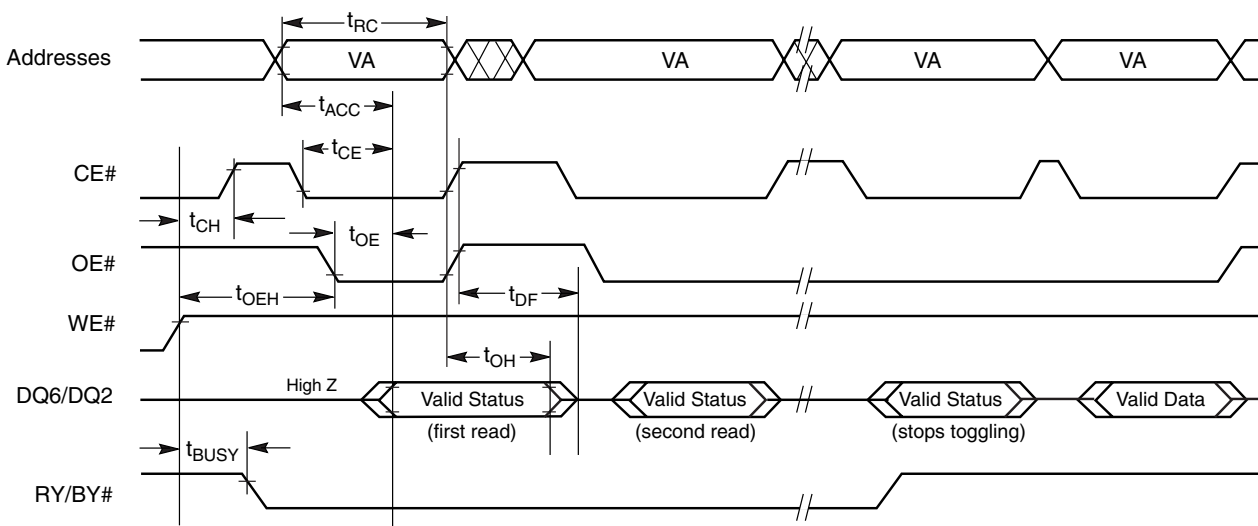 tRC
Addresses VA VA VA VA
tACC
tCE
CE#
tCH tOE
OE#
tOEH tDF
WE#
tOH
High Z
DQ6/DQ2 Valid Status Valid Status Valid Status Valid Data
(first read) (second read) (stops toggling)
tBUSY
RY/BY#